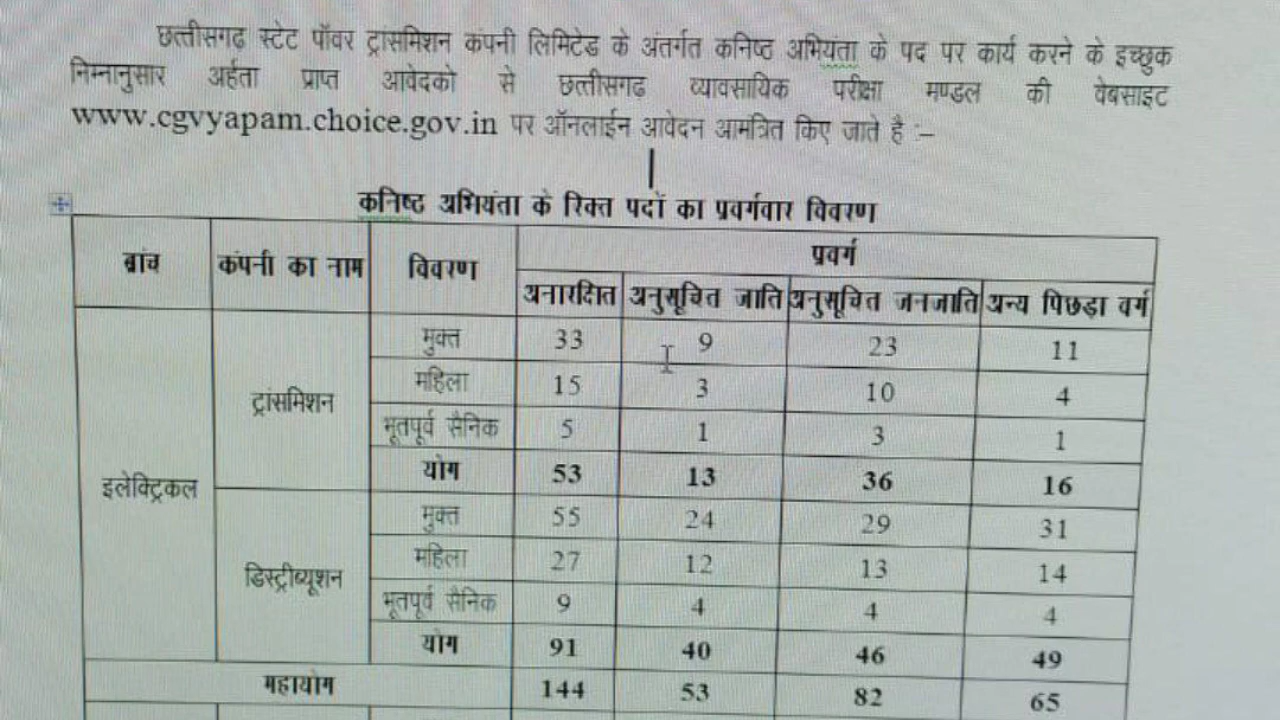 छत्तीसगढ़ स्टेट पॉवर ट्रांसमिशन कंपनी लिमिटेड के अंतर्गत कनिष्ठ अभियंता के पद पर कार्य करने के इच्छुक
निम्नानुसार अर्हता प्राप्त आवेदको से छत्तीसगढ़ व्यावसायिक परीक्षा मण्डल की वेबसाइट
www.cgvyapam.choice.gov.in पर ऑनलाईन आवेदन आमंत्रित किए जाते है :–
कनिष्ठ अभियंता के रिक्त पदों का प्रवर्गवार विवरण
ब्रांच कंपनी का नाम विवरण प्रवर्ग
अनारक्षित अनुसूचित जाति अनुसूचित जनजाति अन्य पिछड़ा वर्ग
इलेक्ट्रिकल ट्रांसमिशन मुक्त 33 9 23 11
महिला 15 3 10 4
भूतपूर्व सैनिक 5 1 3 1
योग 53 13 36 16
डिस्ट्रीब्यूशन मुक्त 55 24 29 31
महिला 27 12 13 14
भूतपूर्व सैनिक 9 4 4 4
योग 91 40 46 49
महायोग 144 53 82 65